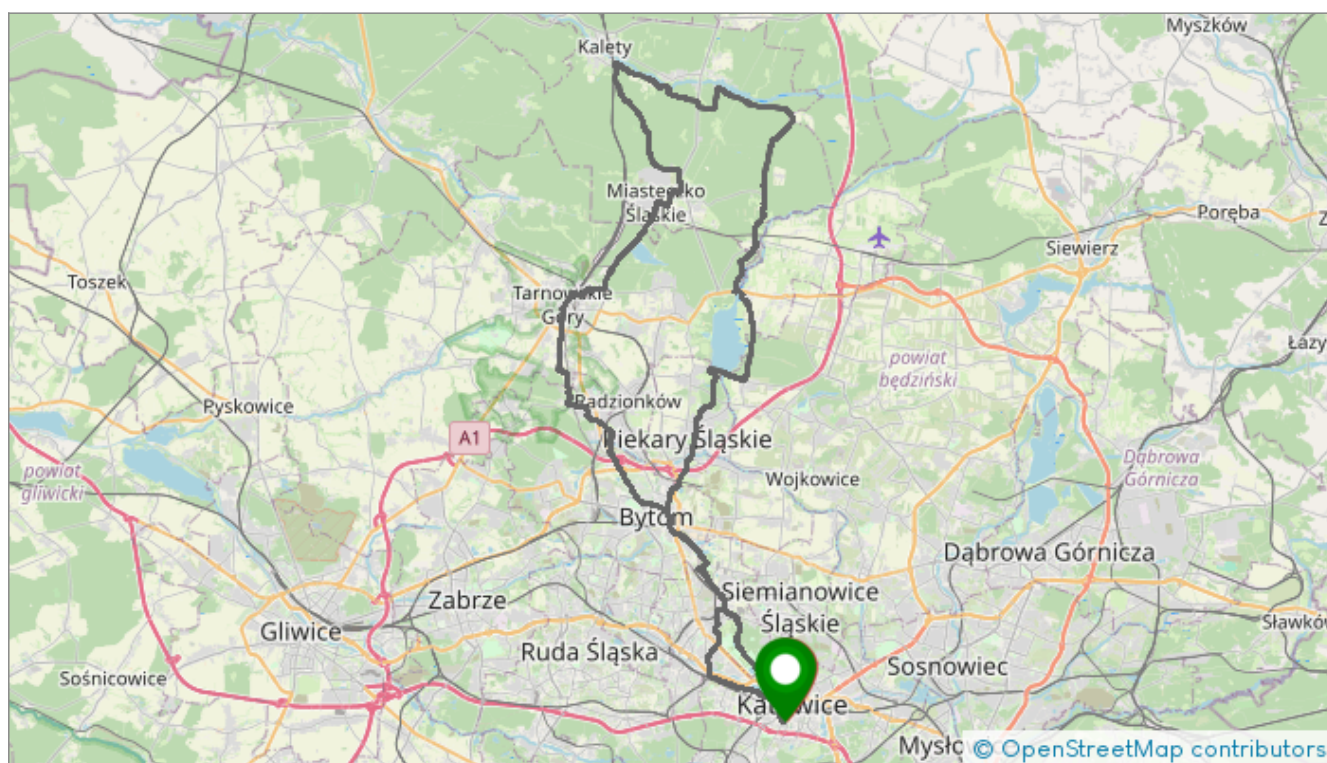 Myszków
Kalety
Miasteczko
Śląskie
Poręba
Siewierz
Toszek
Tarnowskie
Góry
Łazy
powiat
będziński
Radzionków
Pyskowice
A1
Piekary Śląskie
powiat
gliwicki
Wojkowice
Dąbrowa
Górnicza
Bytom
Dąbrowa Górnicza
Zabrze
Siemianowice
Śląskie
Gliwice
Sławków
Ruda Śląska
Sosnowiec
Sośnicowice
Katowice
Mysło
© OpenStreetMap contributors